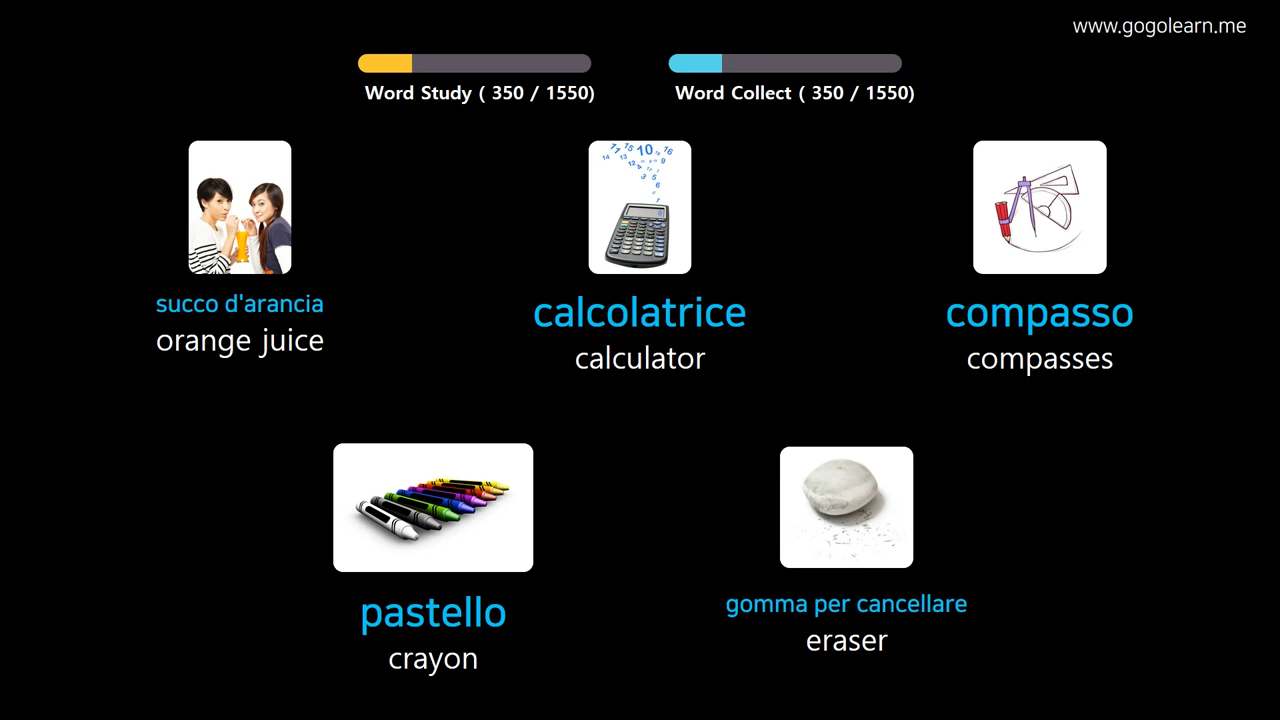 www.gogolearn.me
Word Study ( 350 / 1550)
Word Collect ( 350 / 1550)
succo d'arancia
orange juice
calcolatrice
calculator
compasso
compasses
pastello
crayon
gomma per cancellare
eraser